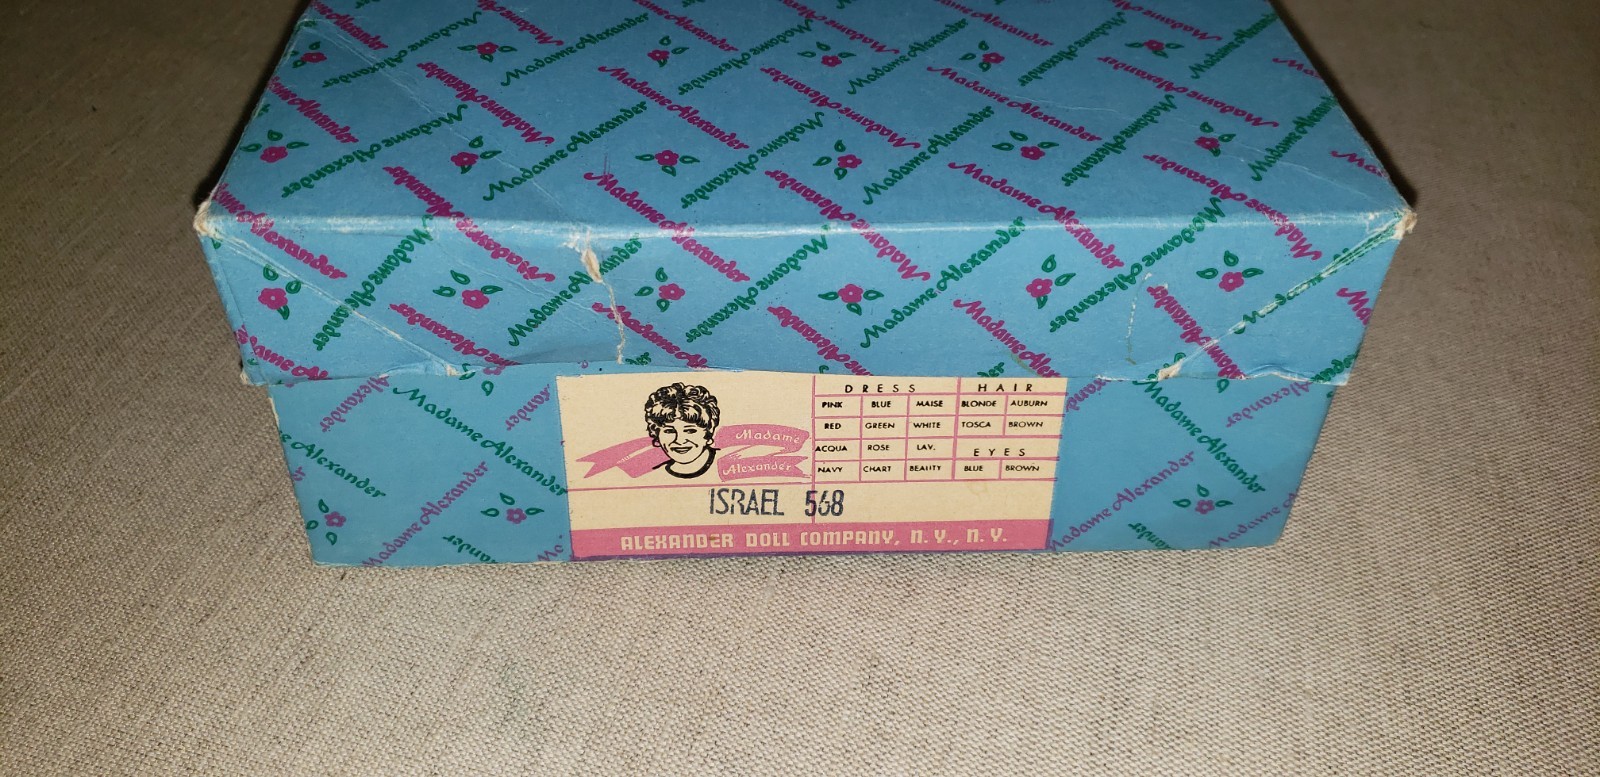 Madame Alexander
DRESS HAIR
PINK BLUE MAISE BLONDE AUBURN
RED GREEN WHITE TOSCA BROWN
ACQUA ROSE LAV. EYES
NAVY CHART BEAUTY BLUE BROWN
Madame
Alexander
ISRAEL 568
ALEXANDER DOLL COMPANY, N.Y., N.Y.